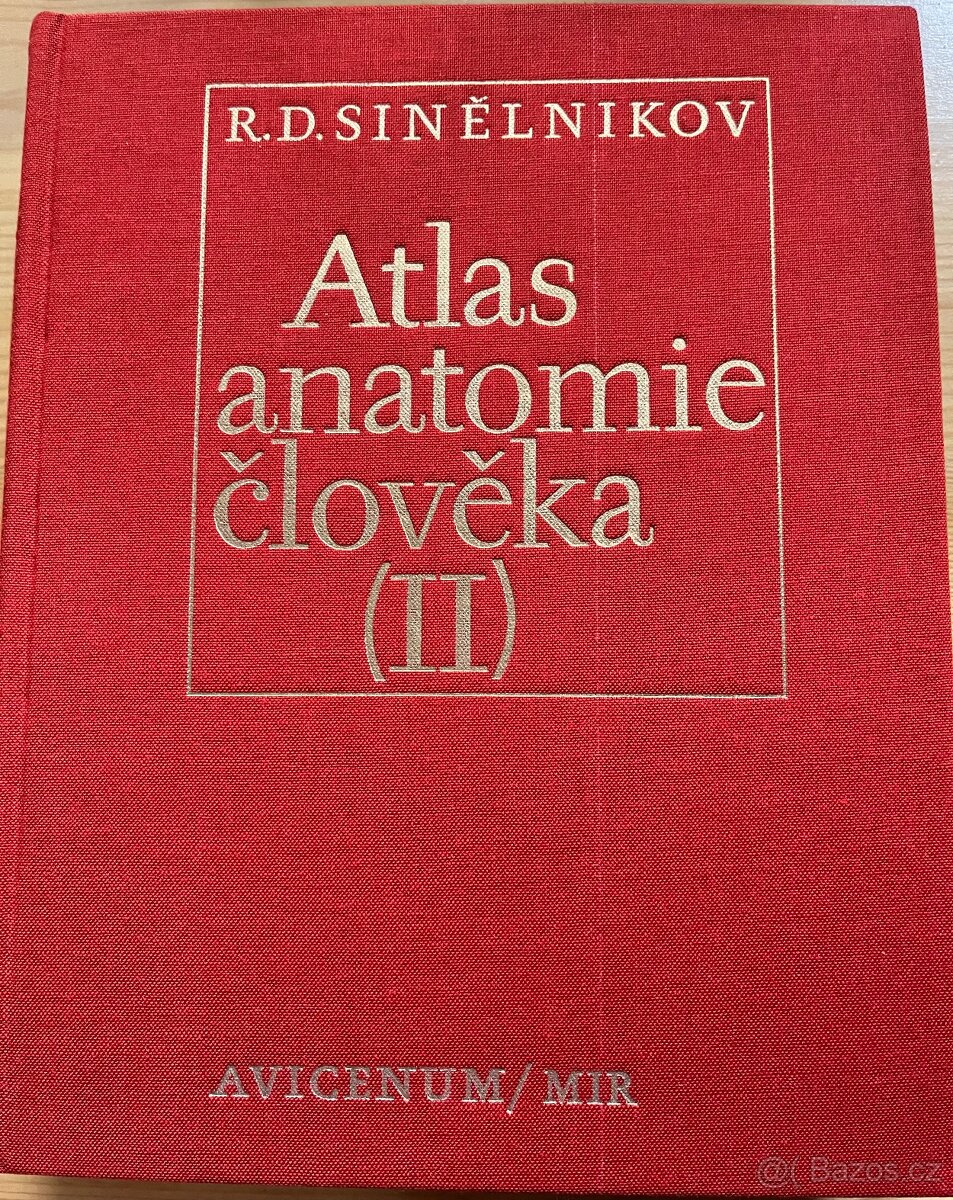 R.D.SINĚLNIKOV
Atlas
anatomie
člověka
(II)
AVICENUM/MIR
@( Bazos.cz